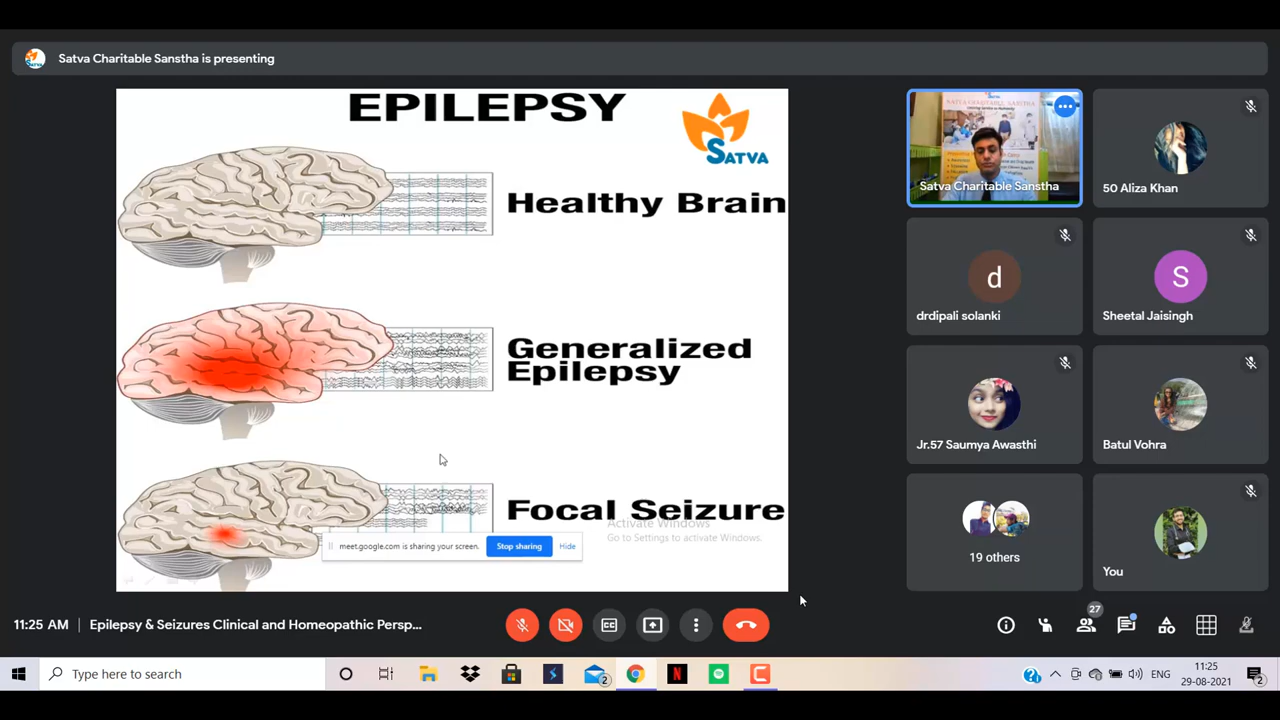 Satva Charitable Sanstha is presenting
EPILEPSY
SATVA
Healthy Brain
Generalized
Epilepsy
Focal Seizure
Activate Windows
Go to Settings to activate Windows.
meet.google.com is sharing your screen.
Stop sharing
Hide
Satva Charitable Sanstha
50 Aliza Khan
d
drdipali solanki
S
Sheetal Jaisingh
Jr.57 Saumya Awasthi
Batul Vohra
19 others
You
11:25 AM
Epilepsy & Seizures Clinical and Homeopathic Persp...
27
Type here to search
2
ENG
11:25
29-08-2021
2